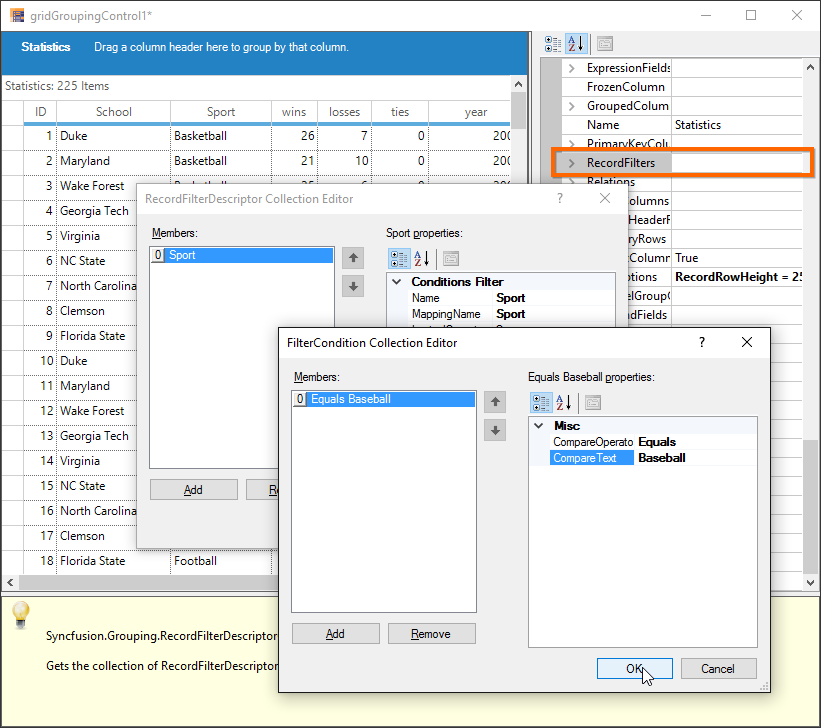 gridGroupingControl1*
Statistics Drag a column header here to group by that column.
Statistics: 225 Items
ID School Sport wins losses ties year
1 Duke Basketball 26 7 0 200
2 Maryland Basketball 21 10 0 200
3 Wake Forest
4 Georgia Tech
5 Virginia
6 NC State
7 North Carolina
8 Clemson
9 Florida State
10 Duke
11 Maryland
12 Wake Forest
13 Georgia Tech
14 Virginia
15 NC State
16 North Carolina
17 Clemson
18 Florida State Football
ExpressionFields
FrozenColumn
GroupedColum
Name Statistics
PrimaryKeyColu
RecordFilters
Relations
olumns
HeaderF
ryRows
tColumn True
ptions RecordRowHeight = 25
elGroupC
ndFields
RecordFilterDescriptor Collection Editor ?
Members:
0 Sport
Add
Re
Sport properties:
Conditions Filter
Name Sport
MappingName Sport
FilterCondition Collection Editor ?
Members:
0 Equals Baseball
Add Remove
Equals Baseball properties:
Misc
CompareOperato Equals
CompareText Baseball
OK Cancel
Syncfusion.Grouping.RecordFilterDescriptor
Gets the collection of RecordFilterDescriptor